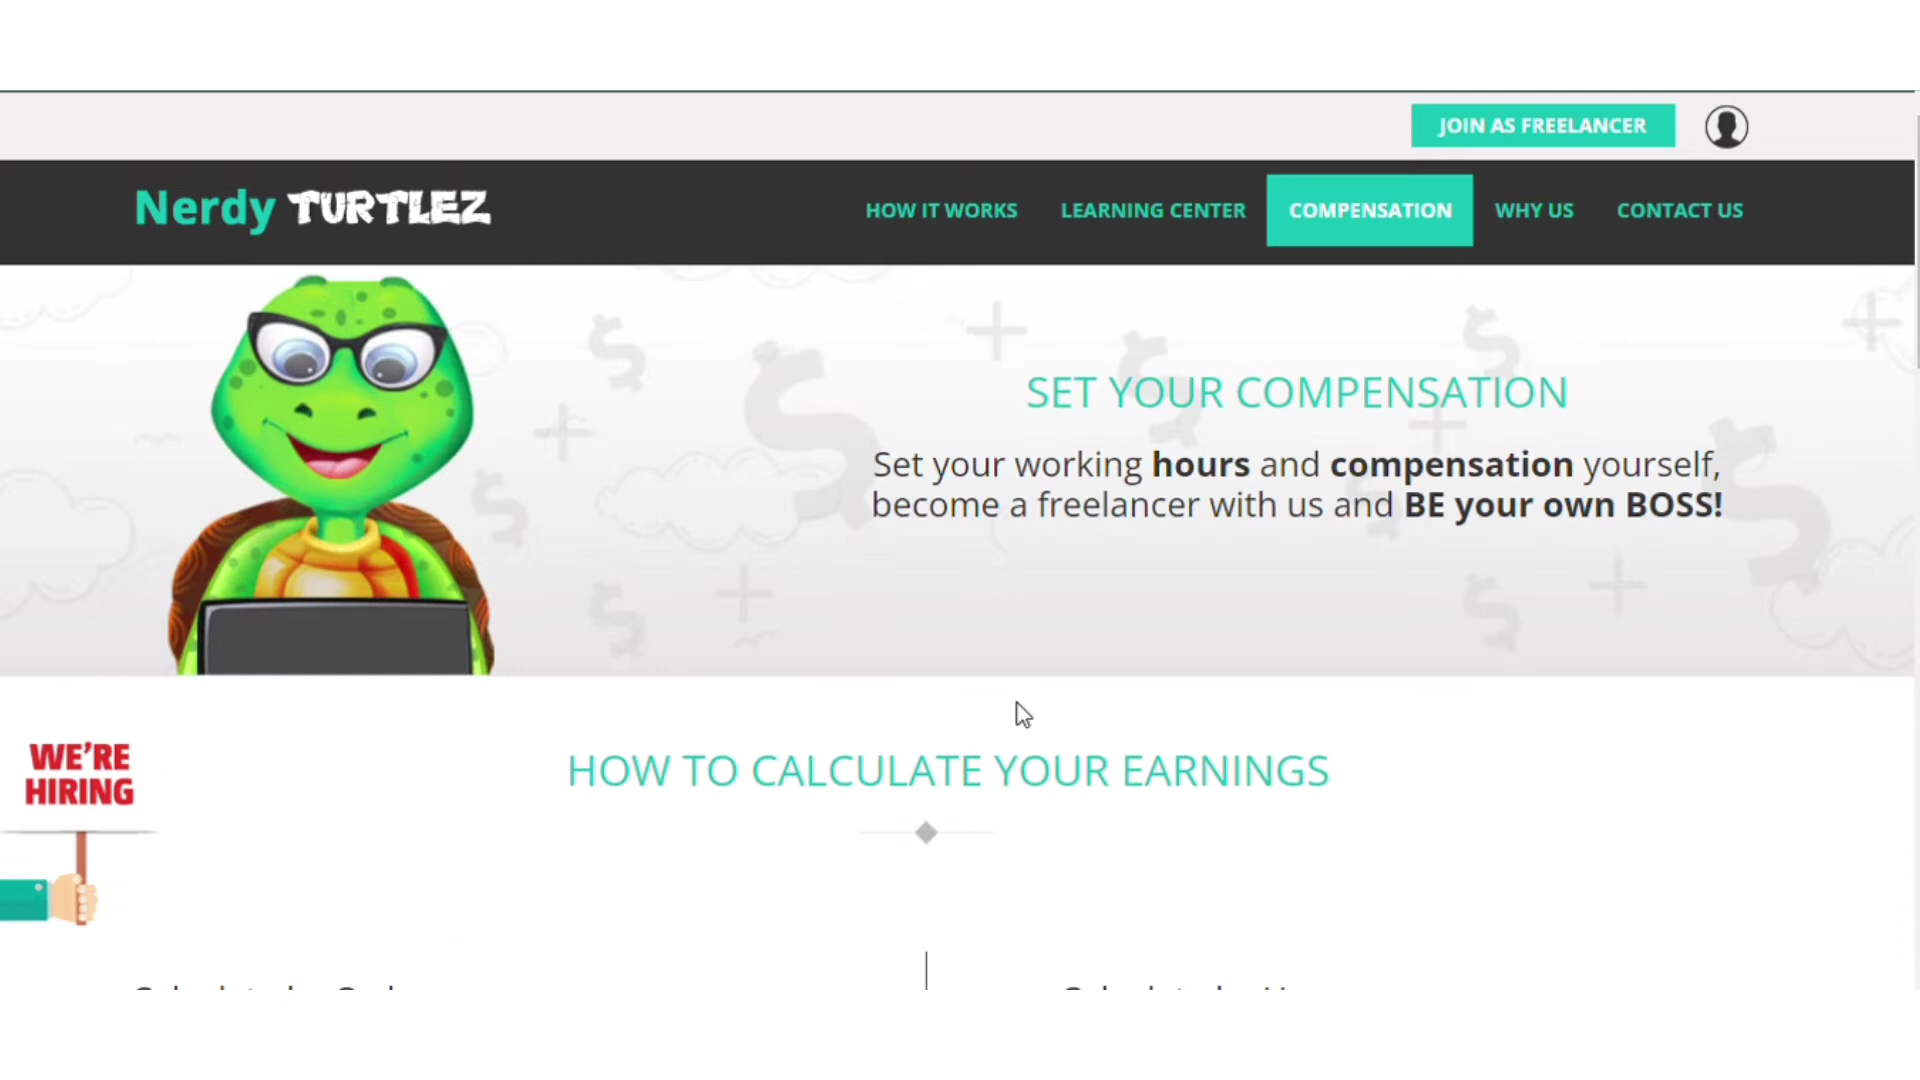 JOIN AS FREELANCER
Nerdy TURTLEZ
HOW IT WORKS
LEARNING CENTER
COMPENSATION
WHY US
CONTACT US
SET YOUR COMPENSATION
Set your working hours and compensation yourself,
become a freelancer with us and BE your own BOSS!
WE'RE
HIRING
HOW TO CALCULATE YOUR EARNINGS